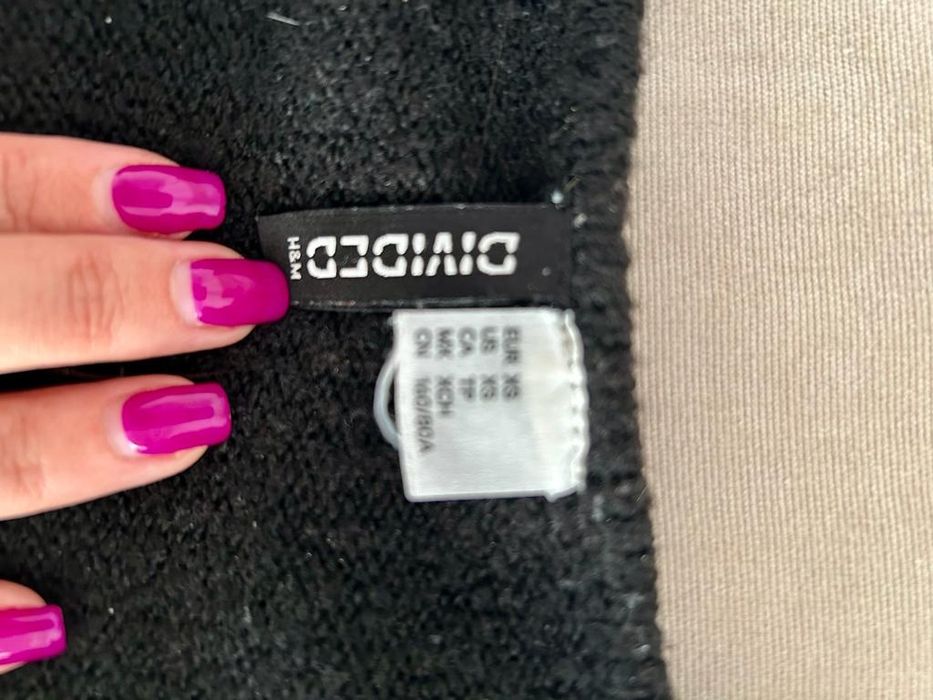 DIVIDED
H&M
EUR XS
US XS
CA TP
MX XCH
CN 160/80A